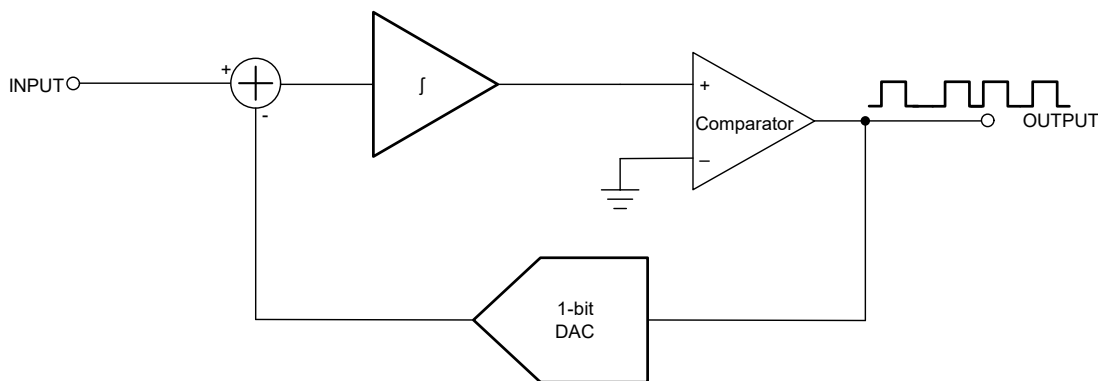 INPUT
+
-
∫
+
Comparator
–
OUTPUT
1-bit
DAC